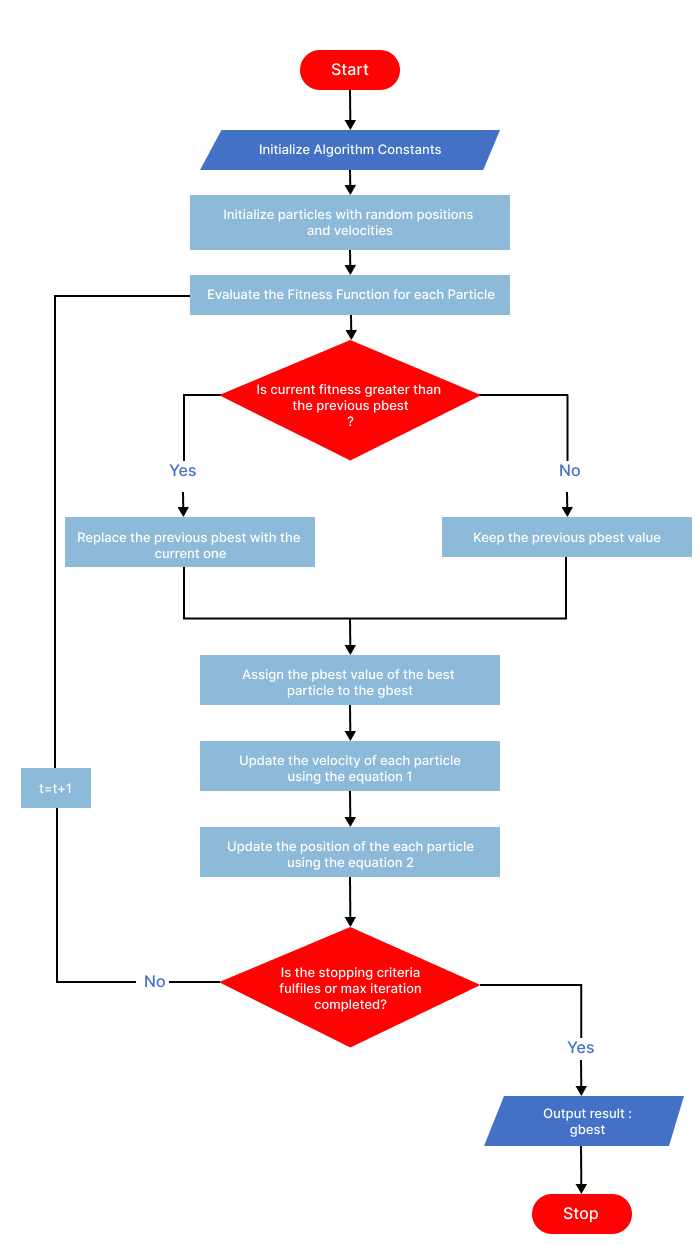 Start
Initialize Algorithm Constants
Initialize particles with random positions
and velocities
Evaluate the Fitness Function for each Particle
Is current fitness greater than
the previous pbest
?
Yes
No
Replace the previous pbest with the
current one
Keep the previous pbest value
Assign the pbest value of the best
particle to the gbest
Update the velocity of each particle
using the equation 1
t=t+1
Update the position of the each particle
using the equation 2
Is the stopping criteria
fulfiles or max iteration
completed?
No
Yes
Output result :
gbest
Stop